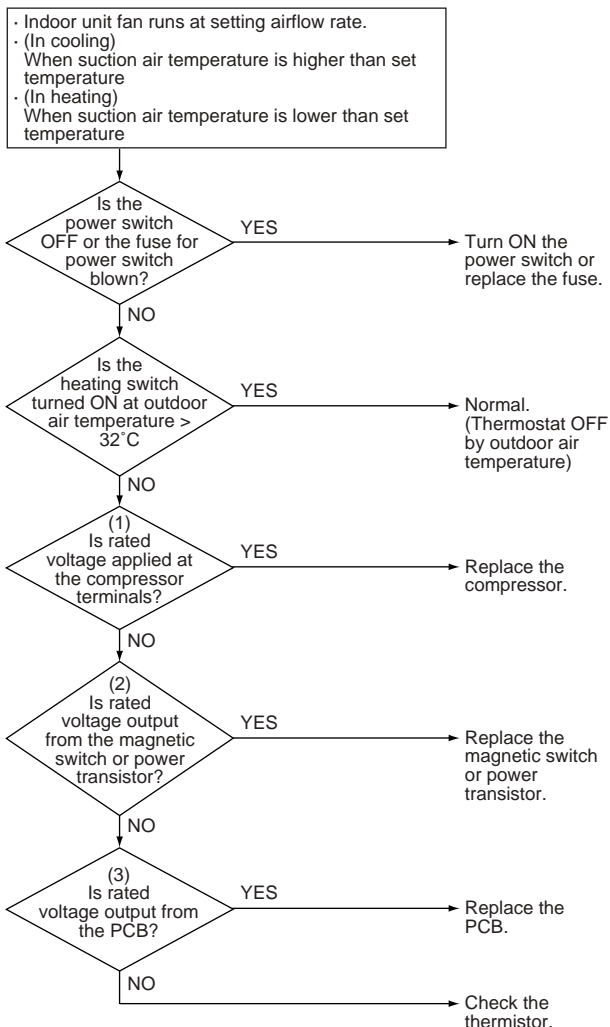 · Indoor unit fan runs at setting airflow rate.
· (In cooling)
When suction air temperature is higher than set
temperature
· (In heating)
When suction air temperature is lower than set
temperature
Is the
power switch
OFF or the fuse for
power switch
blown?
YES
Turn ON the
power switch or
replace the fuse.
NO
Is the
heating switch
turned ON at outdoor
air temperature >
32˚C
YES
Normal.
(Thermostat OFF
by outdoor air
temperature)
NO
(1)
Is rated
voltage applied at
the compressor
terminals?
YES
Replace the
compressor.
NO
(2)
Is rated
voltage output
from the magnetic
switch or power
transistor?
YES
Replace the
magnetic switch
or power
transistor.
NO
(3)
Is rated
voltage output from
the PCB?
YES
Replace the
PCB.
NO
Check the
thermistor.